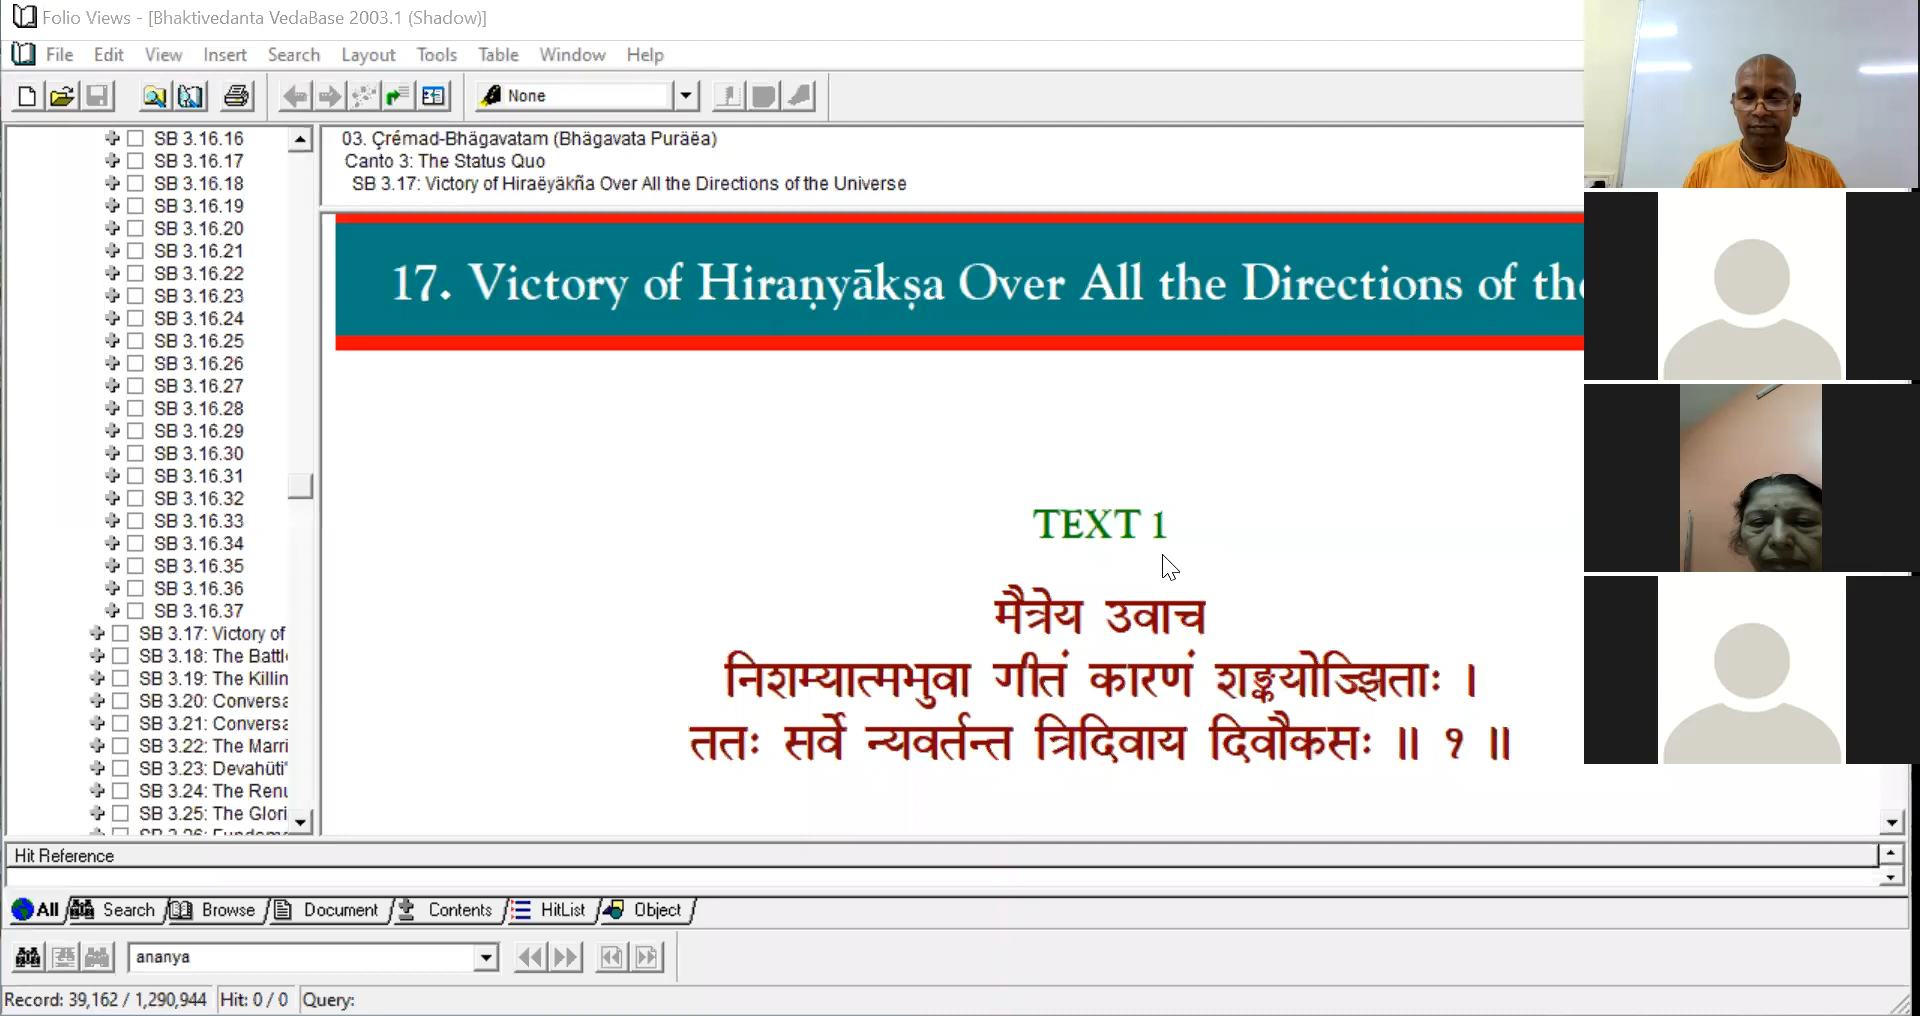 Folio Views - [Bhaktivedanta VedaBase 2003.1 (Shadow)]
File Edit View Insert Search Layout Tools Table Window Help
None
SB 3.16.16
SB 3.16.17
SB 3.16.18
SB 3.16.19
SB 3.16.20
SB 3.16.21
SB 3.16.22
SB 3.16.23
SB 3.16.24
SB 3.16.25
SB 3.16.26
SB 3.16.27
SB 3.16.28
SB 3.16.29
SB 3.16.30
SB 3.16.31
SB 3.16.32
SB 3.16.33
SB 3.16.34
SB 3.16.35
SB 3.16.36
SB 3.16.37
SB 3.17: Victory of
SB 3.18: The Battl
SB 3.19: The Killin
SB 3.20: Conversa
SB 3.21: Conversa
SB 3.22: The Marri
SB 3.23: Devahüti'
SB 3.24: The Renu
SB 3.25: The Glori
03. Çrémad-Bhägavatam (Bhägavata Puräëa)
Canto 3: The Status Quo
SB 3.17: Victory of Hiraëyäkña Over All the Directions of the Universe
17. Victory of Hiraṇyākṣa Over All the Directions of the
TEXT 1
मैत्रेय उवाच
निशम्यात्मभुवा गीतं कारणं शङ्कयोज्झिताः ।
ततः सर्वे न्यवर्तन्त त्रिदिवाय दिवौकसः ॥ १ ॥
Hit Reference
All Search Browse Document Contents HitList Object
ananya
Record: 39,162 / 1,290,944 Hit: 0 / 0 Query: